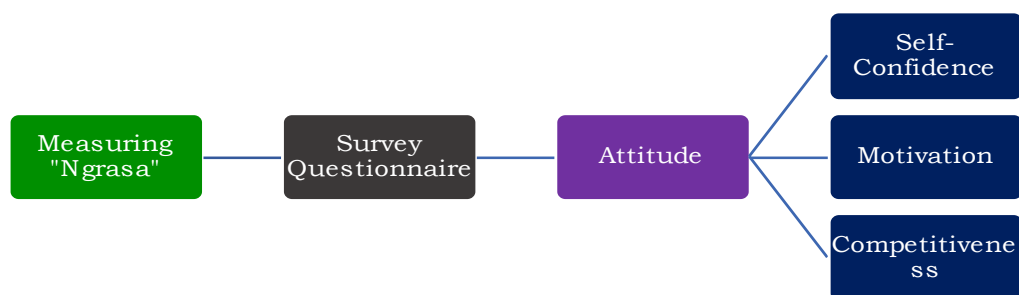 Self-
Confidence
Measuring
"Ngrasa"
Survey
Questionnaire
Attitude
Motivation
Competitivene
ss